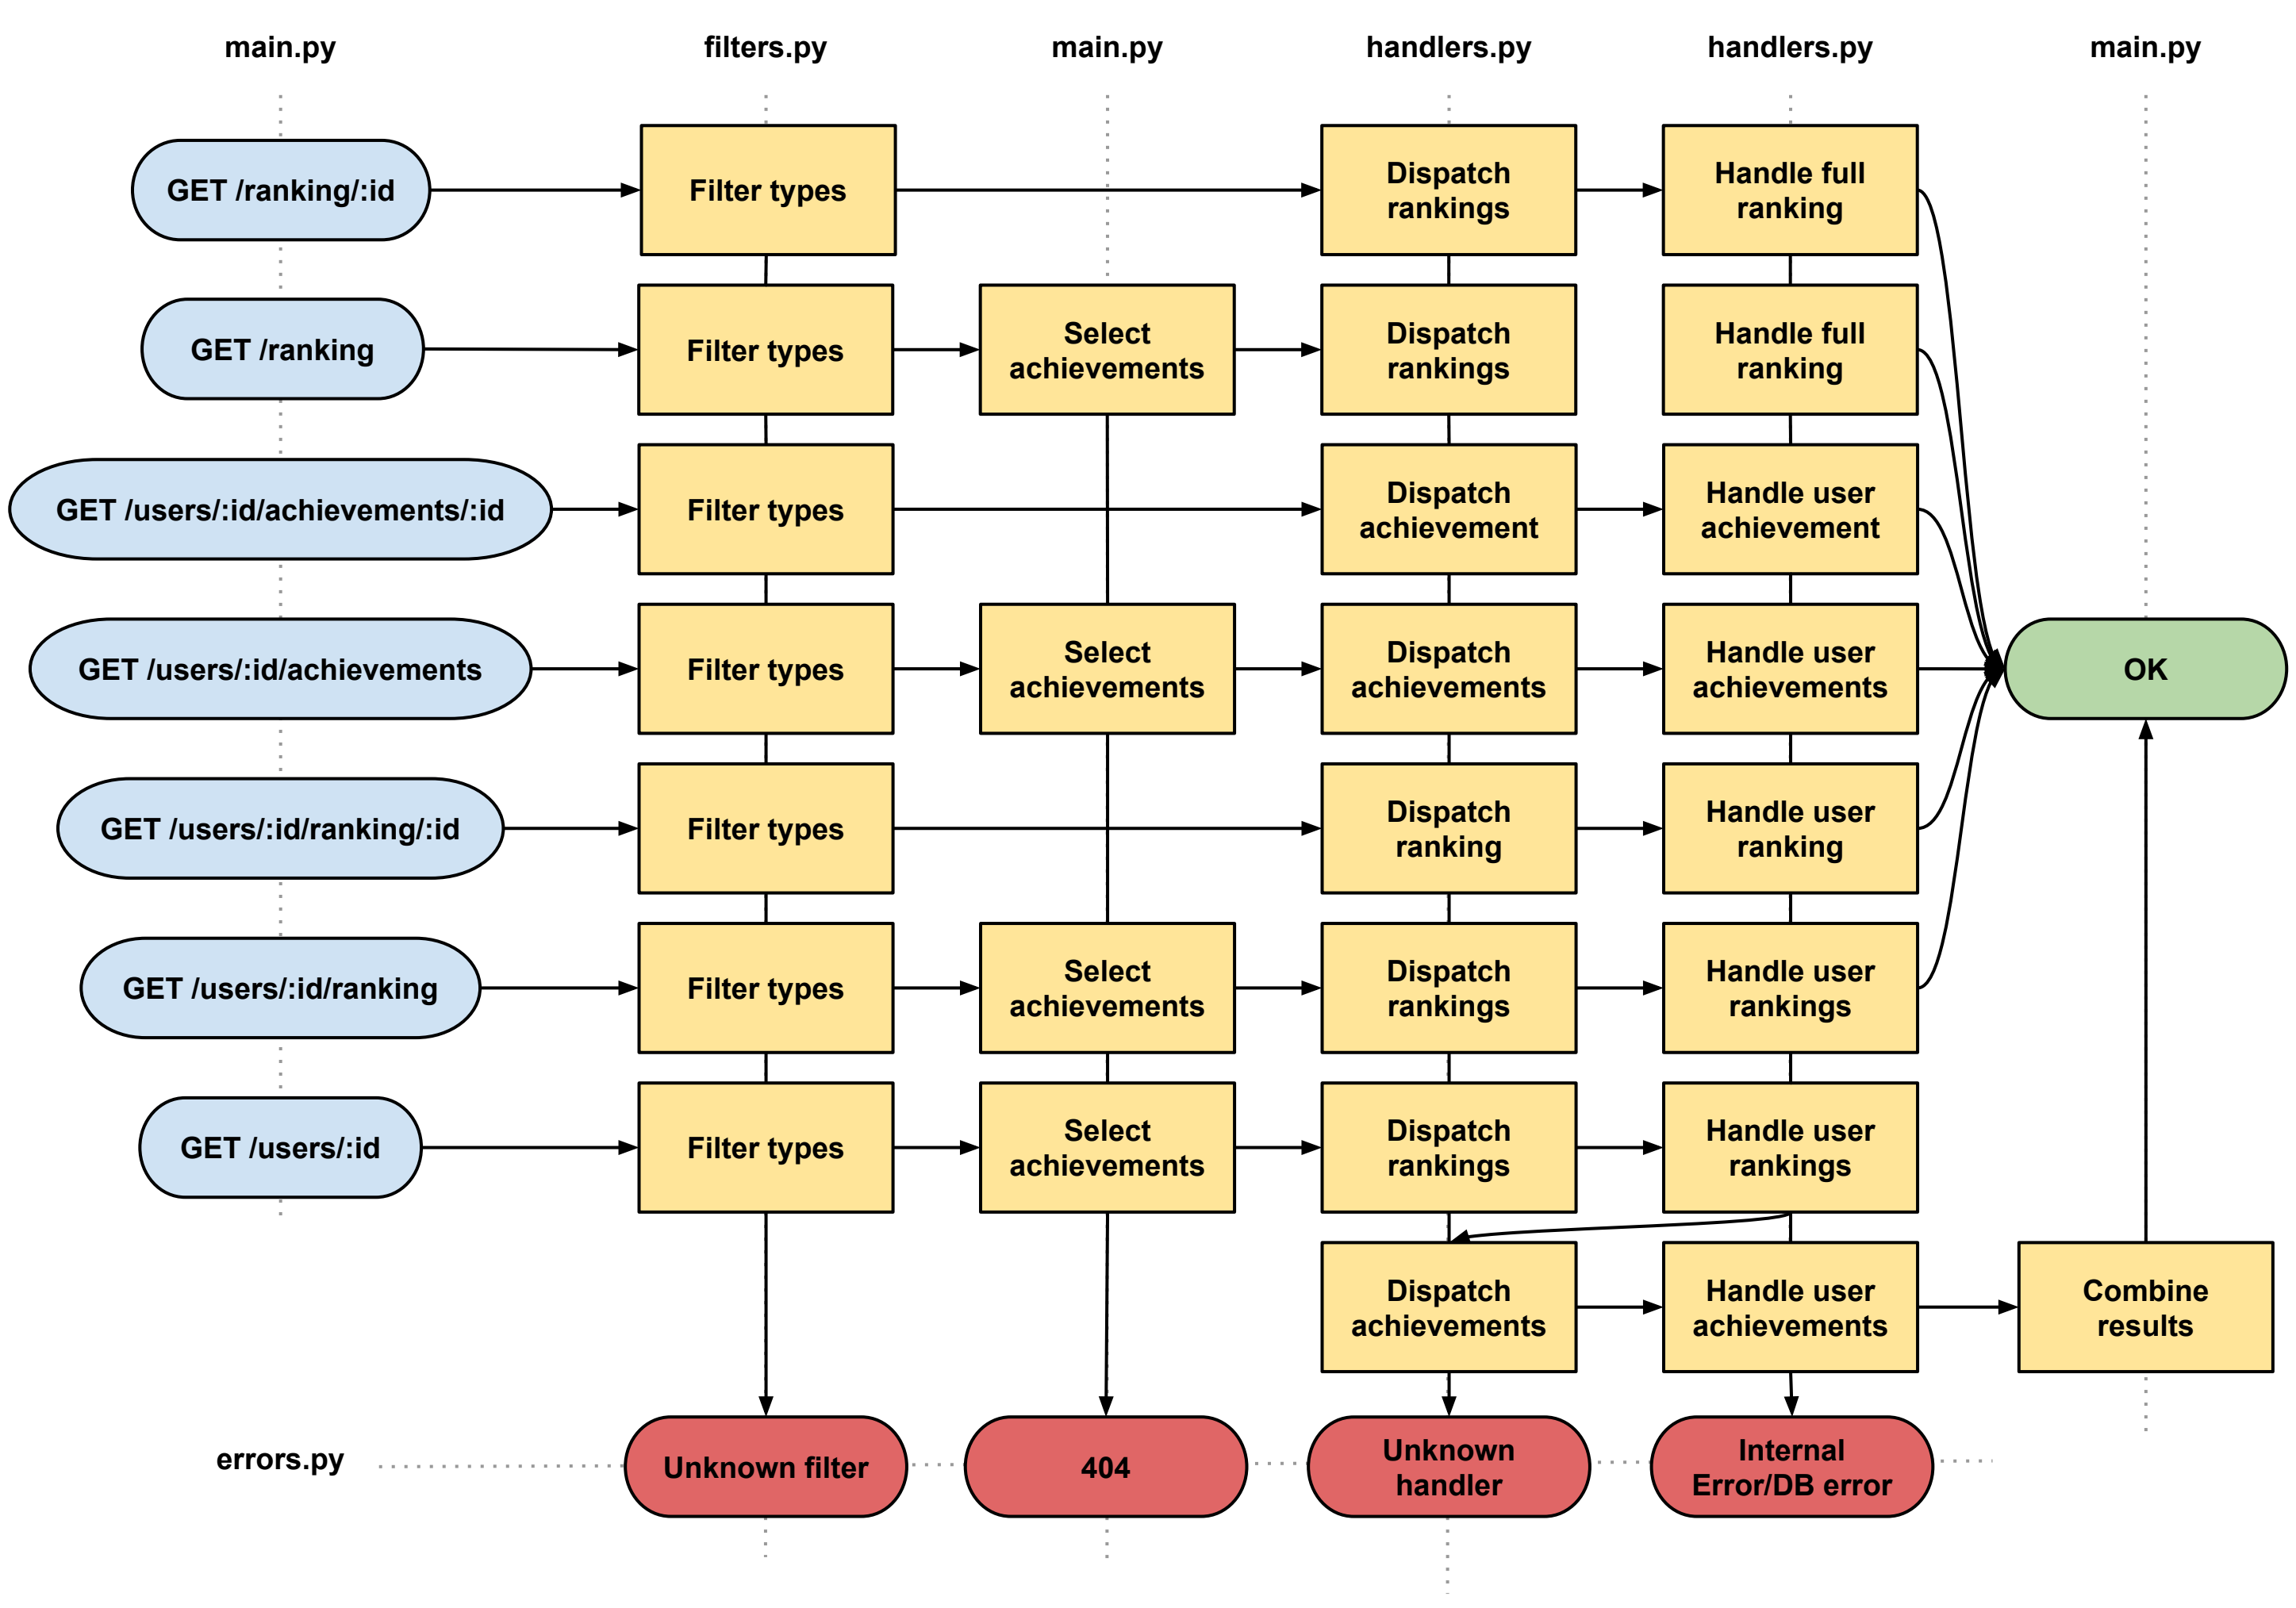 main.py
filters.py
main.py
handlers.py
handlers.py
main.py
GET /ranking/:id
Filter types
Dispatch
rankings
Handle full
ranking
GET /ranking
Filter types
Select
achievements
Dispatch
rankings
Handle full
ranking
GET /users/:id/achievements/:id
Filter types
Dispatch
achievement
Handle user
achievement
GET /users/:id/achievements
Filter types
Select
achievements
Dispatch
achievements
Handle user
achievements
OK
GET /users/:id/ranking/:id
Filter types
Dispatch
ranking
Handle user
ranking
GET /users/:id/ranking
Filter types
Select
achievements
Dispatch
rankings
Handle user
rankings
GET /users/:id
Filter types
Select
achievements
Dispatch
rankings
Handle user
rankings
Dispatch
achievements
Handle user
achievements
Combine
results
errors.py
Unknown filter
404
Unknown
handler
Internal
Error/DB error